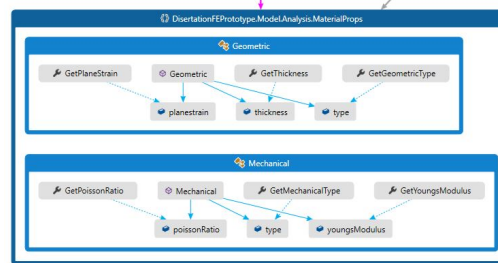 DisertationFEPrototype.Model.Analysis.MaterialProps
Geometric
GetPlaneStrain Geometric GetThickness GetGeometricType
planestrain thickness type
Mechanical
GetPoissonRatio Mechanical GetMechanicalType GetYoungsModulus
poissonRatio type youngsModulus